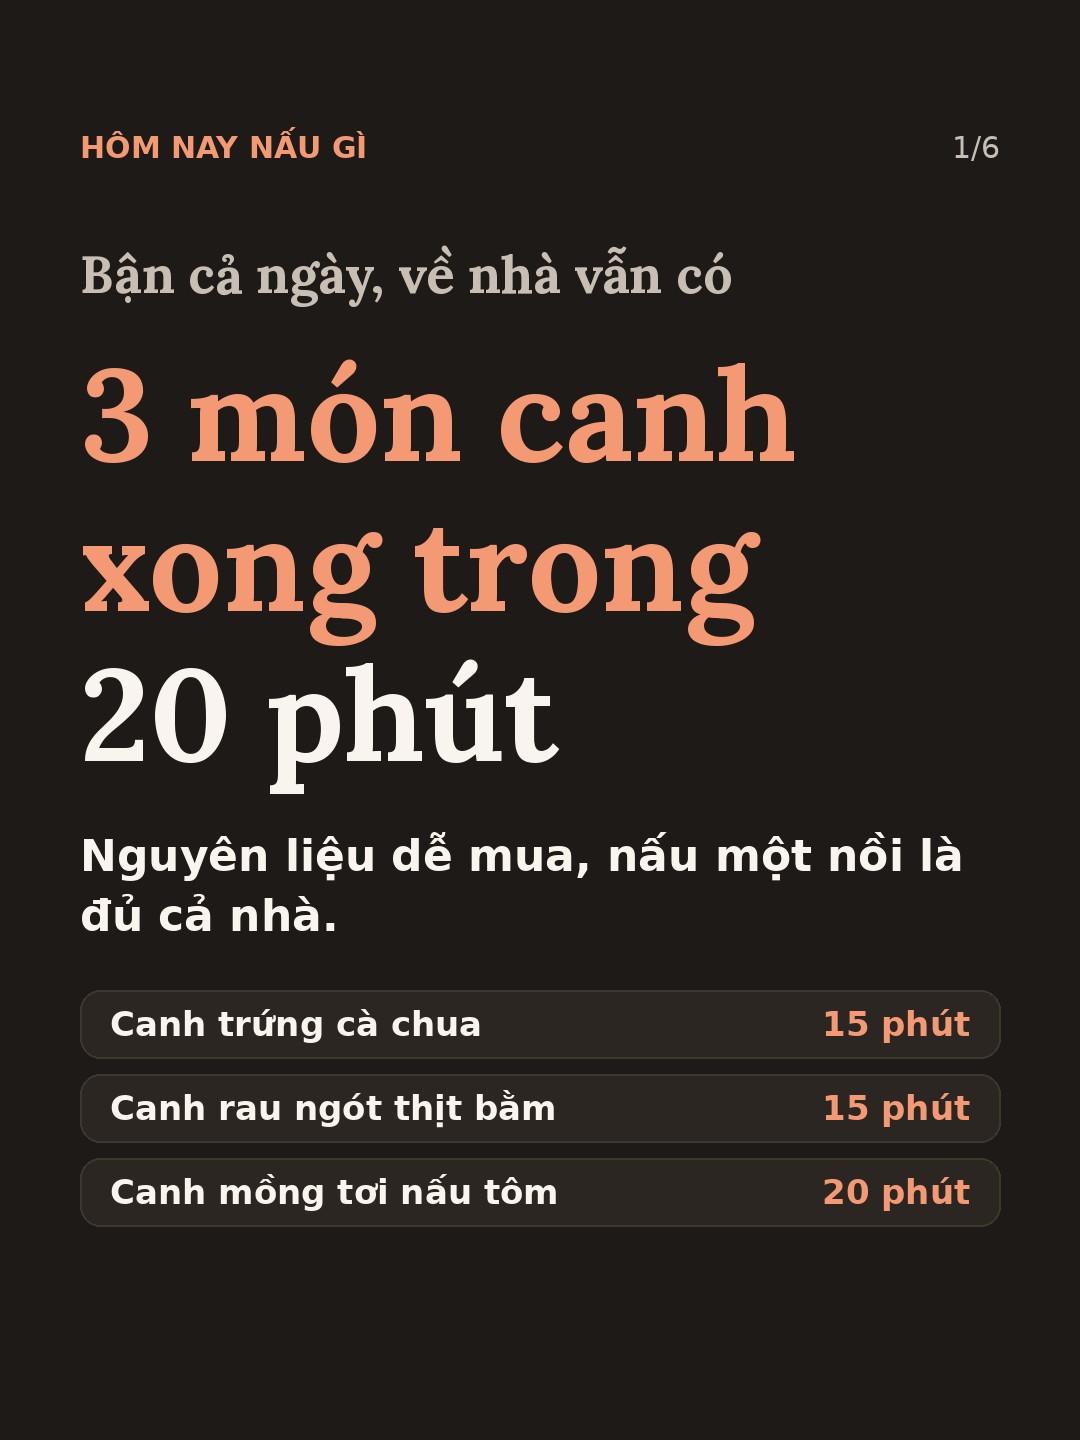 HÔM NAY NẤU GÌ
1/6
Bận cả ngày, về nhà vẫn có
3 món canh
xong trong
20 phút
Nguyên liệu dễ mua, nấu một nồi là
đủ cả nhà.
Canh trứng cà chua 15 phút
Canh rau ngót thịt bằm 15 phút
Canh mồng tơi nấu tôm 20 phút